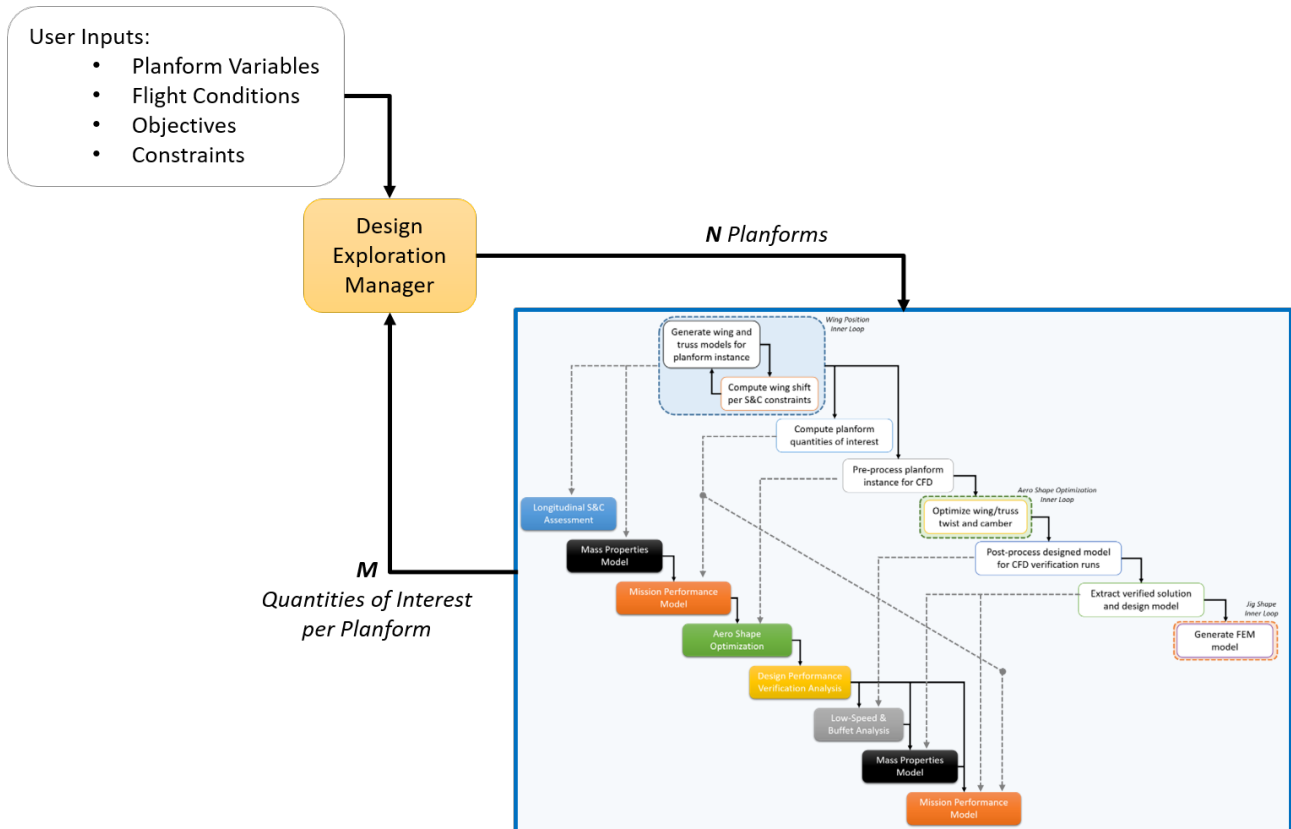 User Inputs:
• Planform Variables
• Flight Conditions
• Objectives
• Constraints
Design
Exploration
Manager
N Planforms
M
Quantities of Interest
per Planform
Wing Position
Inner Loop
Generate wing and
truss models for
planform instance
Compute wing shift
per S&C constraints
Compute planform
quantities of interest
Pre-process planform
instance for CFD
Aero Shape Optimization
Inner Loop
Optimize wing/truss
twist and camber
Post-process designed model
for CFD verification runs
Extract verified solution
and design model
Jig Shape
Inner Loop
Generate FEM
model
Longitudinal S&C
Assessment
Mass Properties
Model
Mission Performance
Model
Aero Shape
Optimization
Design Performance
Verification Analysis
Low-Speed &
Buffet Analysis
Mass Properties
Model
Mission Performance
Model